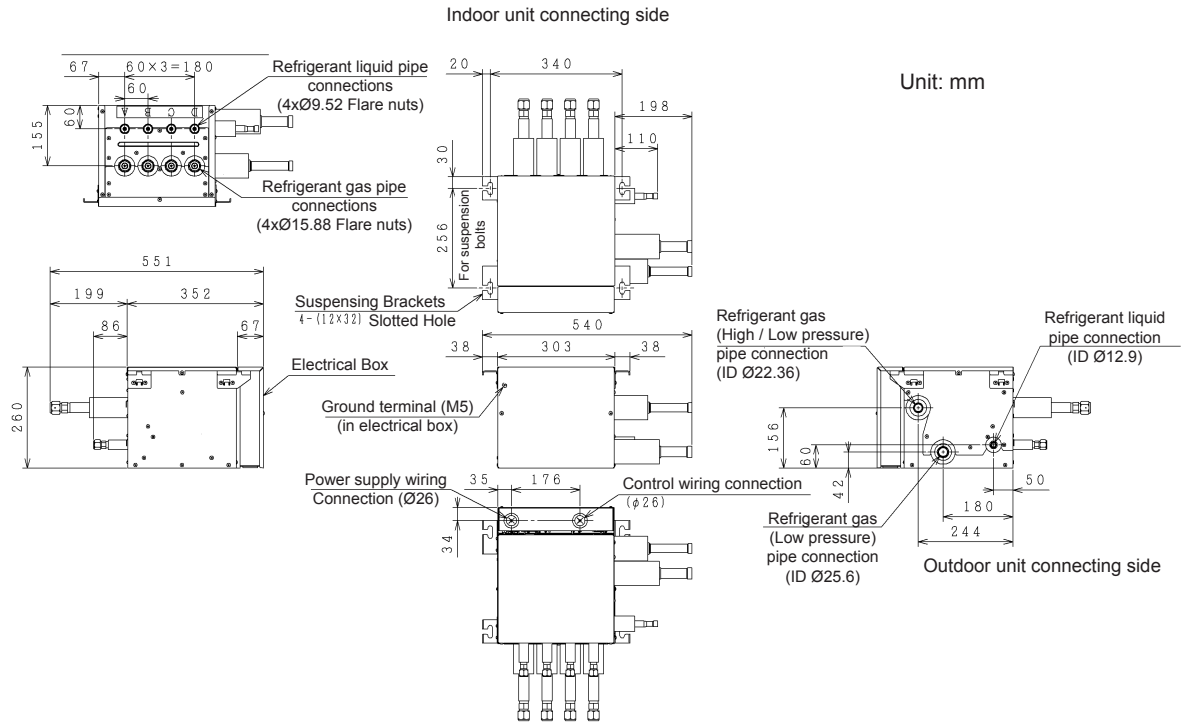 Indoor unit connecting side
Unit: mm
67
60×3=180
60
60
155
A B C D
Refrigerant liquid pipe
connections
(4xØ9.52 Flare nuts)
Refrigerant gas pipe
connections
(4xØ15.88 Flare nuts)
20
340
198
110
30
256
For suspension
bolts
Suspensing Brackets
4-(12×32) Slotted Hole
551
199
352
86
67
260
Electrical Box
540
38
303
38
Ground terminal (M5)
(in electrical box)
Power supply wiring
Connection (Ø26)
35
176
34
Control wiring connection
(φ26)
Refrigerant gas
(High / Low pressure)
pipe connection
(ID Ø22.36)
Refrigerant liquid
pipe connection
(ID Ø12.9)
156
60
42
50
180
244
Refrigerant gas
(Low pressure)
pipe connection
(ID Ø25.6)
Outdoor unit connecting side